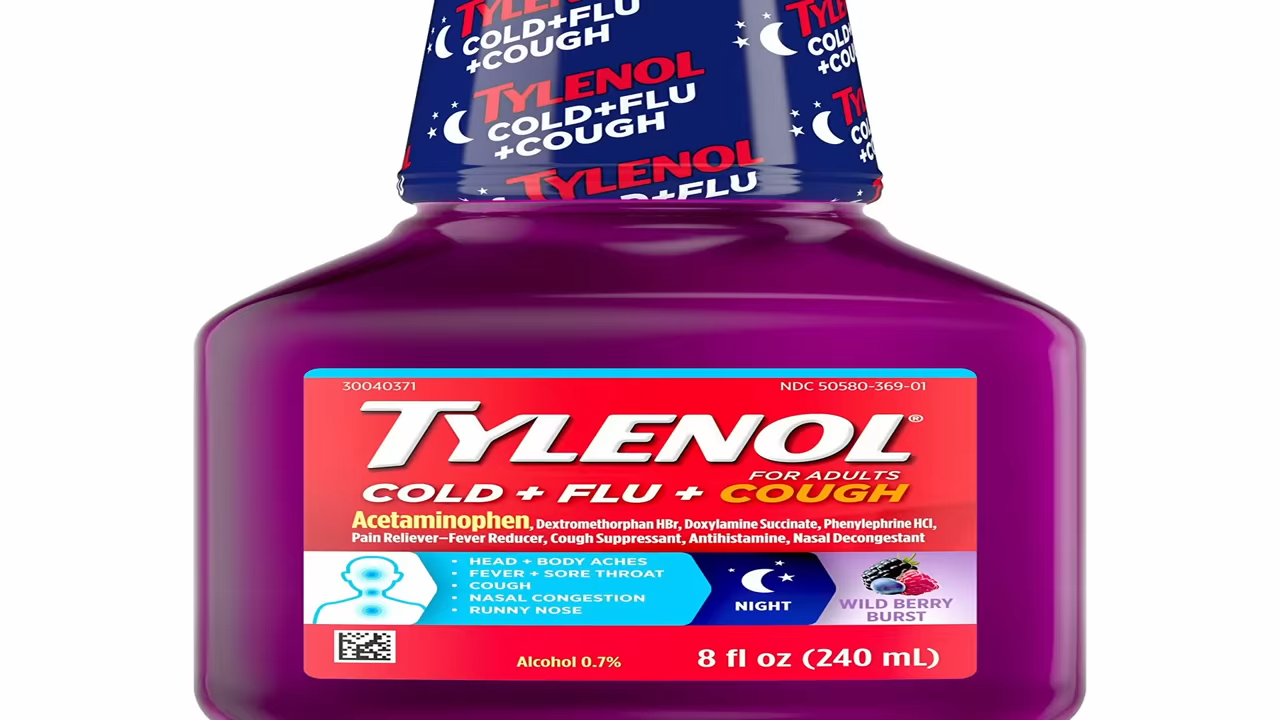 TYLENOL
COLD+FLU
+COUGH
TYLENOL
COLD+FLU
+COUGH
TYLENOL
+FLU
30040371
NDC 50580-369-01
TYLENOL®
FOR ADULTS
COLD + FLU + COUGH
Acetaminophen, Dextromethorphan HBr, Doxylamine Succinate, Phenylephrine HCl,
Pain Reliever–Fever Reducer, Cough Suppressant, Antihistamine, Nasal Decongestant
• HEAD + BODY ACHES
• FEVER + SORE THROAT
• COUGH
• NASAL CONGESTION
• RUNNY NOSE
NIGHT
WILD BERRY
BURST
Alcohol 0.7%
8 fl oz (240 mL)